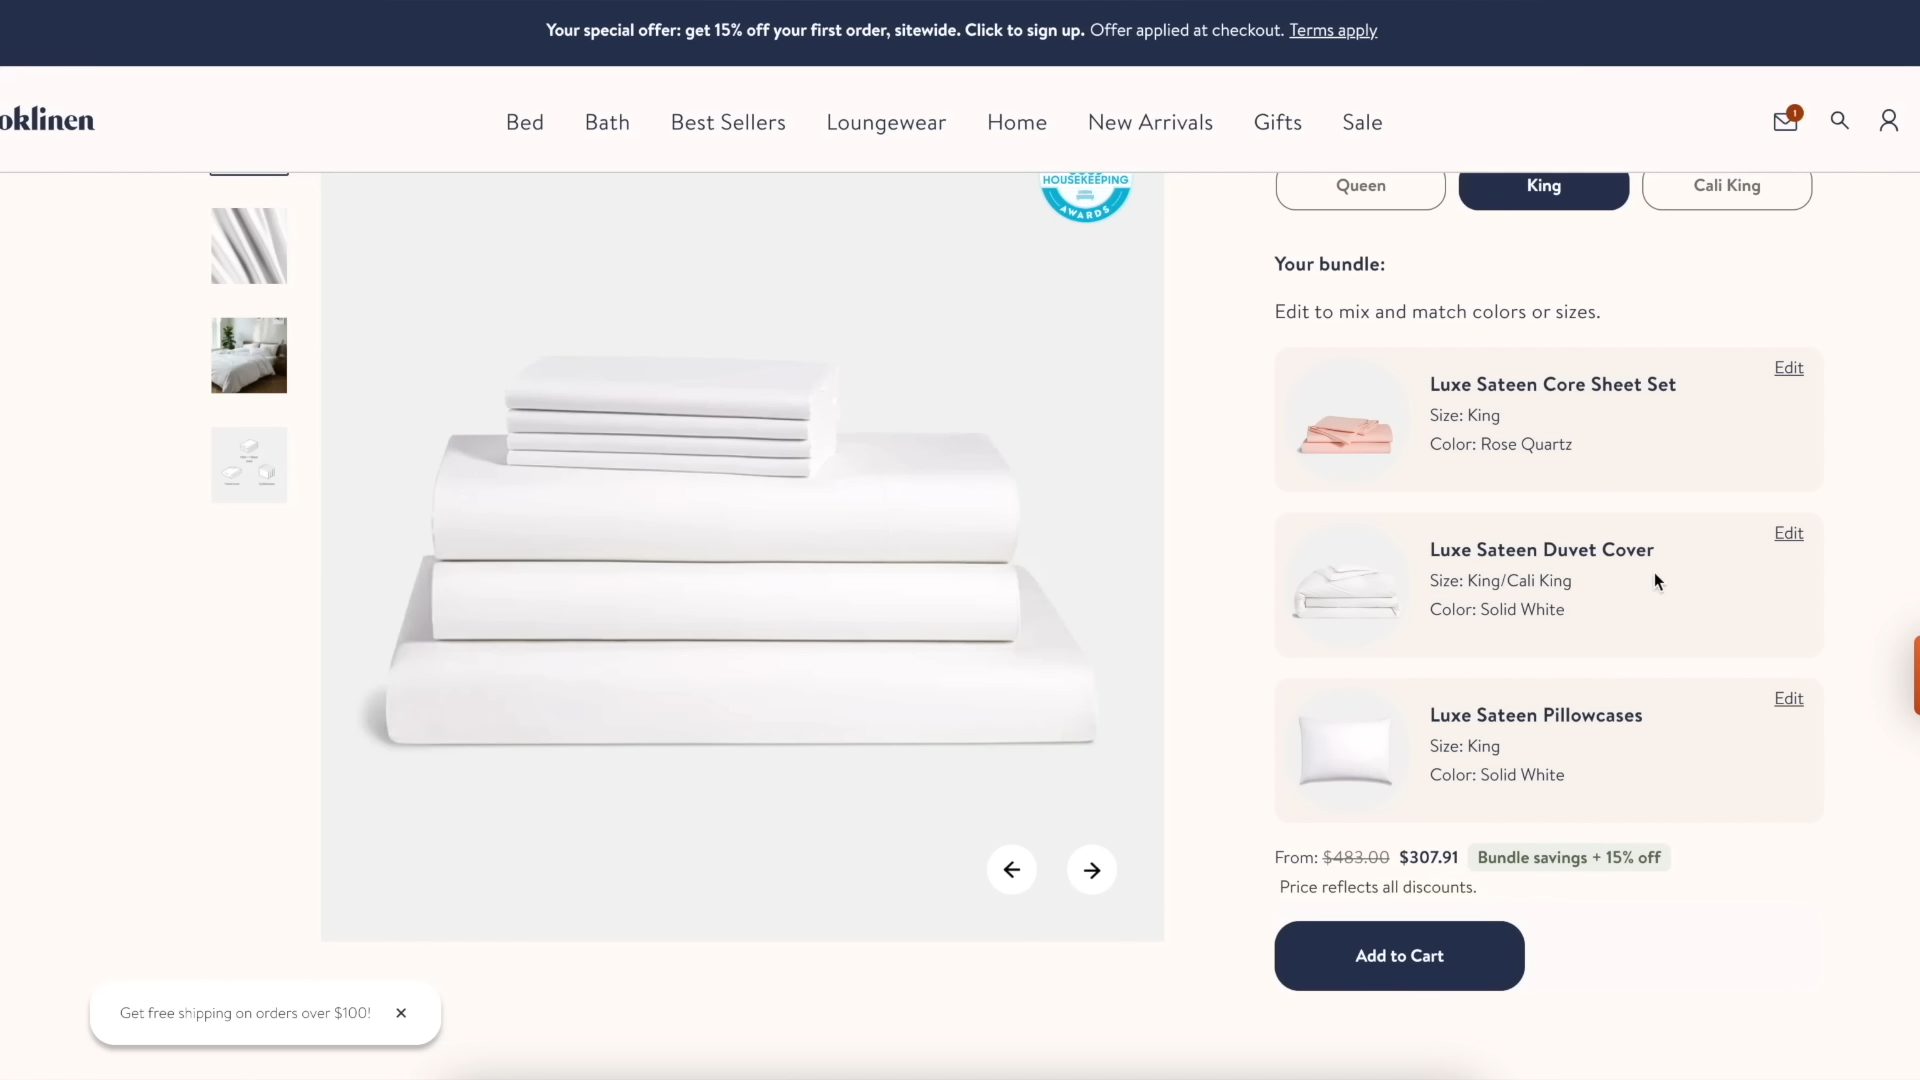 Your special offer: get 15% off your first order, sitewide. Click to sign up. Offer applied at checkout. Terms apply
oklinen
Bed Bath Best Sellers Loungewear Home New Arrivals Gifts Sale
1
HOUSEKEEPING
AWARDS
Queen King Cali King
Your bundle:
Edit to mix and match colors or sizes.
Luxe Sateen Core Sheet Set
Edit
Size: King
Color: Rose Quartz
Luxe Sateen Duvet Cover
Edit
Size: King/Cali King
Color: Solid White
Luxe Sateen Pillowcases
Edit
Size: King
Color: Solid White
From: $483.00 $307.91 Bundle savings + 15% off
Price reflects all discounts.
Add to Cart
Get free shipping on orders over $100!